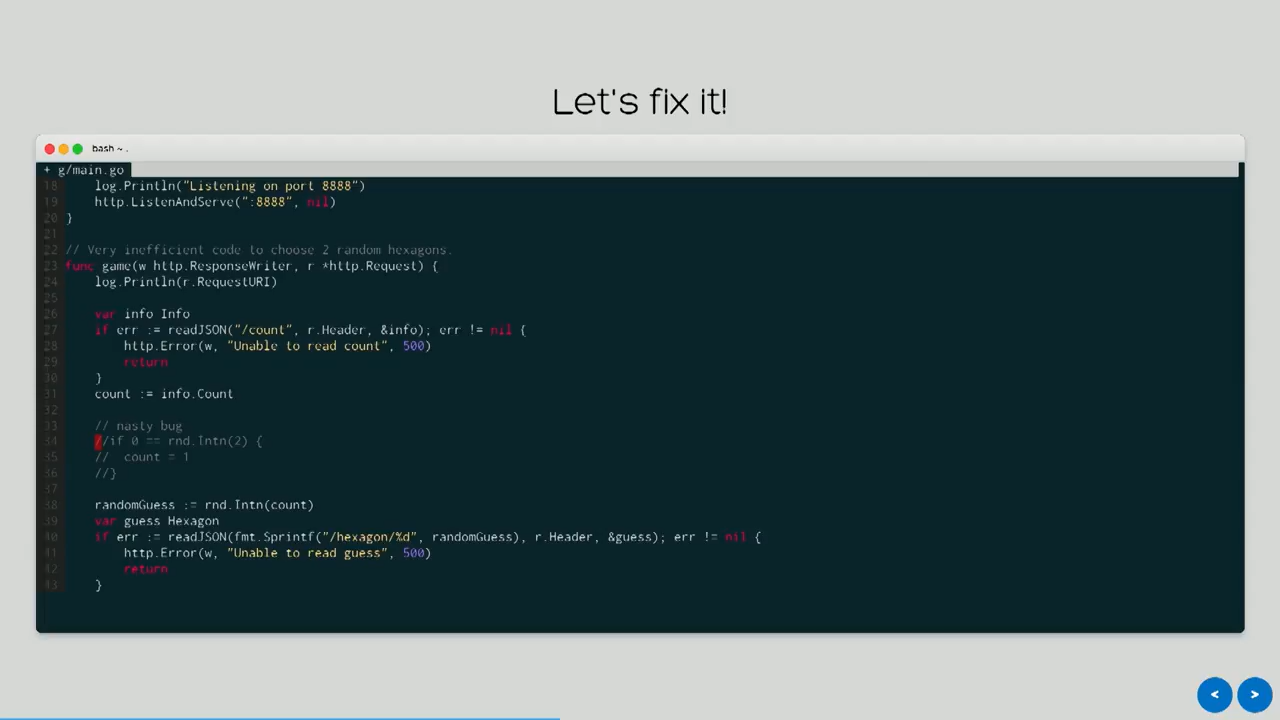 Let's fix it!
bash ~ .
+ g/main.go
18 log.Println("Listening on port 8888")
19 http.ListenAndServe(":8888", nil)
20 }
21
22 // Very inefficient code to choose 2 random hexagons.
23 func game(w http.ResponseWriter, r *http.Request) {
24 log.Println(r.RequestURI)
25
26 var info Info
27 if err := readJSON("/count", r.Header, &info); err != nil {
28 http.Error(w, "Unable to read count", 500)
29 return
30 }
31 count := info.Count
32
33 // nasty bug
34 //if 0 == rnd.Intn(2) {
35 //  count = 1
36 //}
37
38 randomGuess := rnd.Intn(count)
39 var guess Hexagon
40 if err := readJSON(fmt.Sprintf("/hexagon/%d", randomGuess), r.Header, &guess); err != nil {
41 http.Error(w, "Unable to read guess", 500)
42 return
43 }
< >